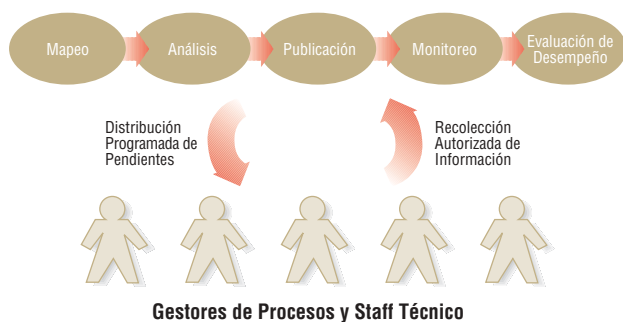 Mapeo
Análisis
Publicación
Monitoreo
Evaluación de
Desempeño
Distribución
Programada de
Pendientes
Recolección
Autorizada de
Información
Gestores de Procesos y Staff Técnico